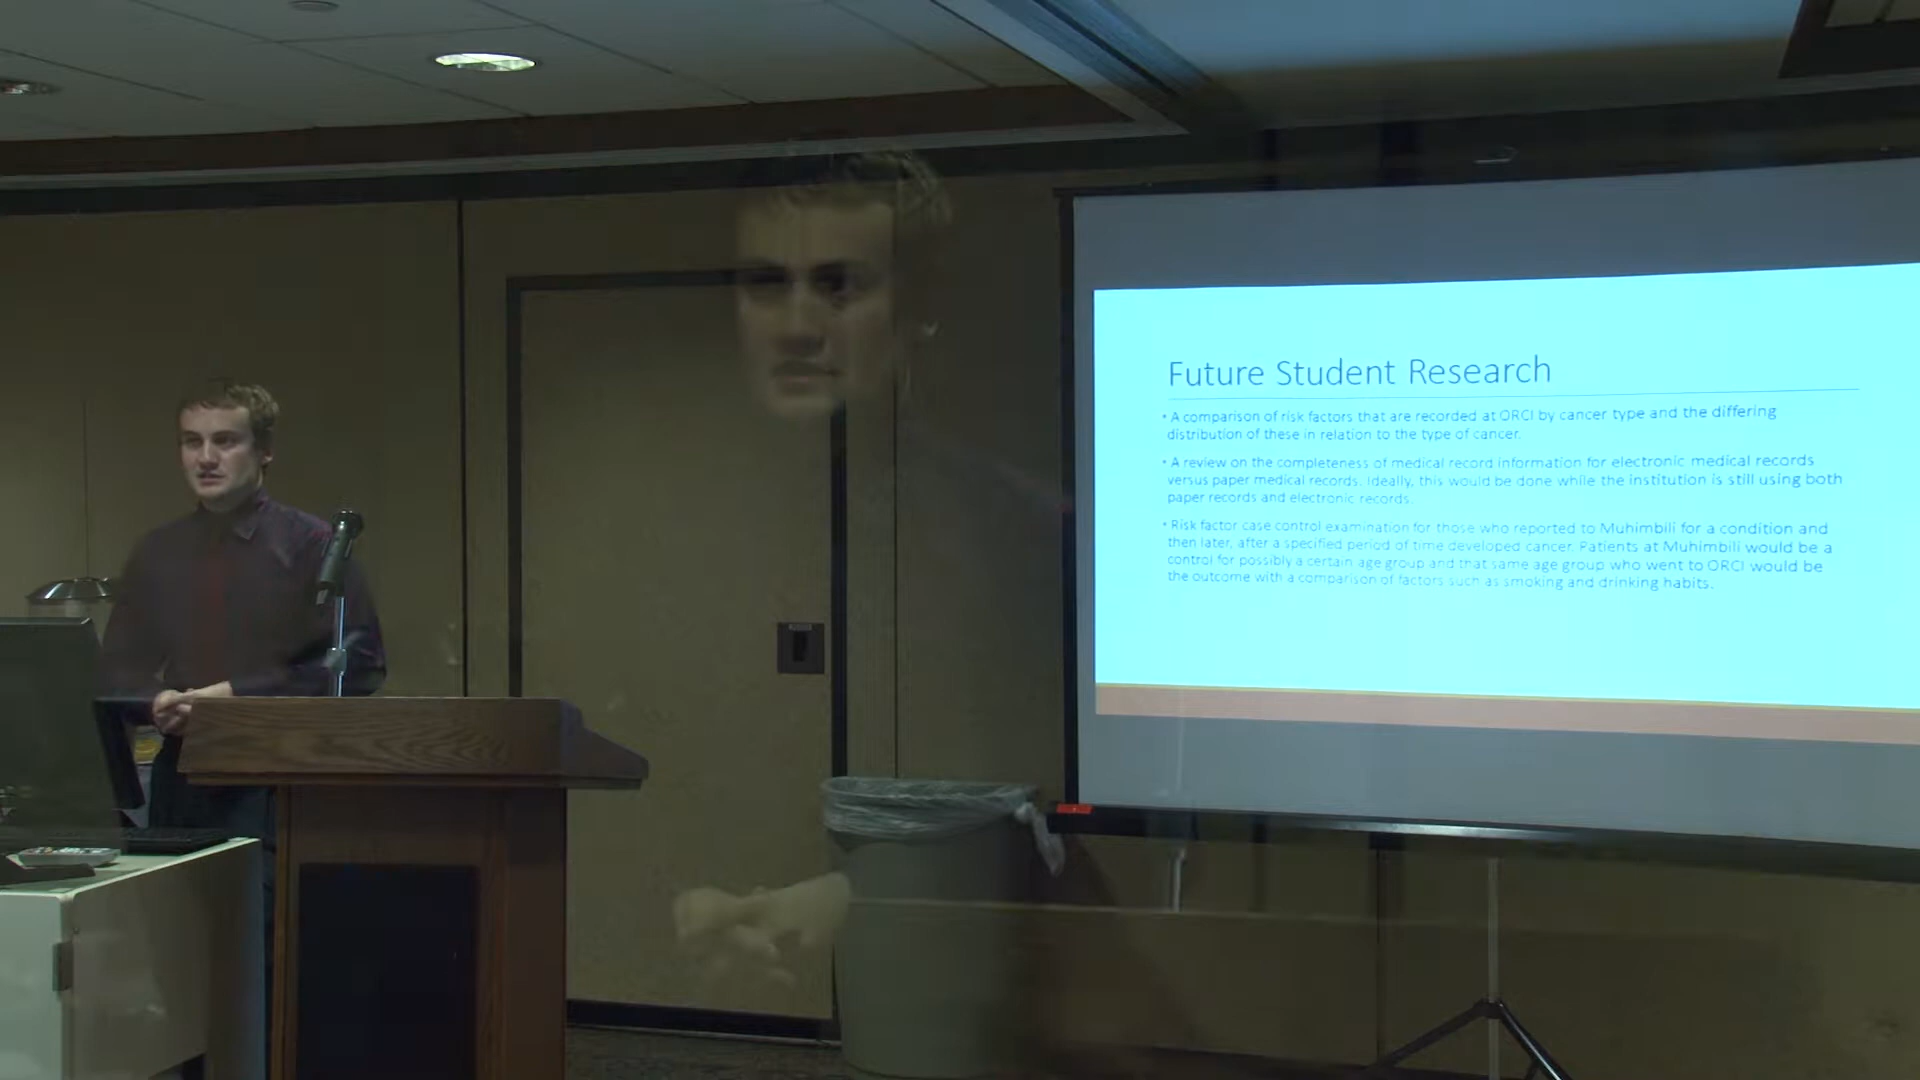 Future Student Research
• A comparison of risk factors that are recorded at ORCI by cancer type and the differing
distribution of these in relation to the type of cancer.
• A review on the completeness of medical record information for electronic medical records
versus paper medical records. Ideally, this would be done while the institution is still using both
paper records and electronic records.
• Risk factor case control examination for those who reported to Muhimbili for a condition and
then later, after a specified period of time developed cancer. Patients at Muhimbili would be a
control for possibly a certain age group and that same age group who went to ORCI would be
the outcome with a comparison of factors such as smoking and drinking habits.